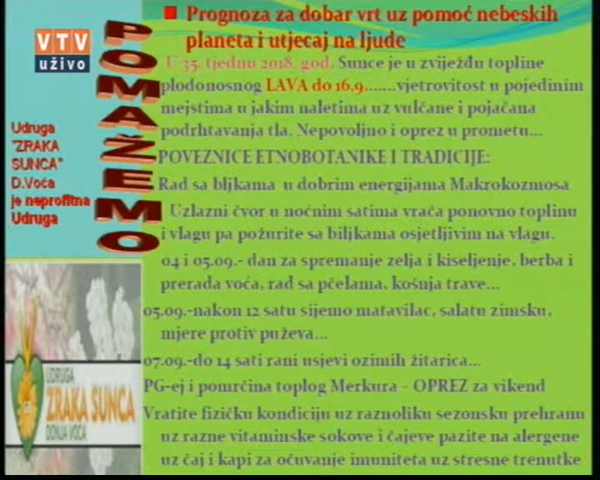 Prognoza za dobar vrt uz pomoć nebeskih
planeta i utjecaj na ljude
VTV
uživo
POMAŽEMO
Udruga
"ZRAKA
SUNCA"
D.Voća
je neprofitna
Udruga
U 35. tjednu 2018. god. Sunce je u zviježđu topline
plodonosnog LAVA do 16.9.......vjetrovitost u pojedinim
mejstima u jakim naletima uz vulčane i pojačana
podrhtavanja tla. Nepovoljno i oprez u prometu...
POVEZNICE ETNOBOTANIKE I TRADICIJE:
Rad sa bljkama u dobrim energijama Makrokozmosa
Uzlazni čvor u noćnim satima vraća ponovno toplinu
i vlagu pa požurite sa biljkama osjetljivim na vlagu.
04 i 05.09.- dan za spremanje zelja i kiseljenje, berba i
prerada voća, rad sa pčelama, košnja trave...
05.09.-nakon 12 satu sijemo matavilac, salatu zimsku,
mjere protiv puževa...
07.09.-do 14 sati rani usjevi ozimih žitarica...
PG-ej i pomrčina toplog Merkura – OPREZ za vikend
Vratite fizičku kondiciju uz raznoliku sezonsku prehranu
uz razne vitaminske sokove i čajeve pazite na alergene
uz čaj i kapi za očuvanje imuniteta uz stresne trenutke
UDRUGA
ZRAKA SUNCA
DONJA VOĆA